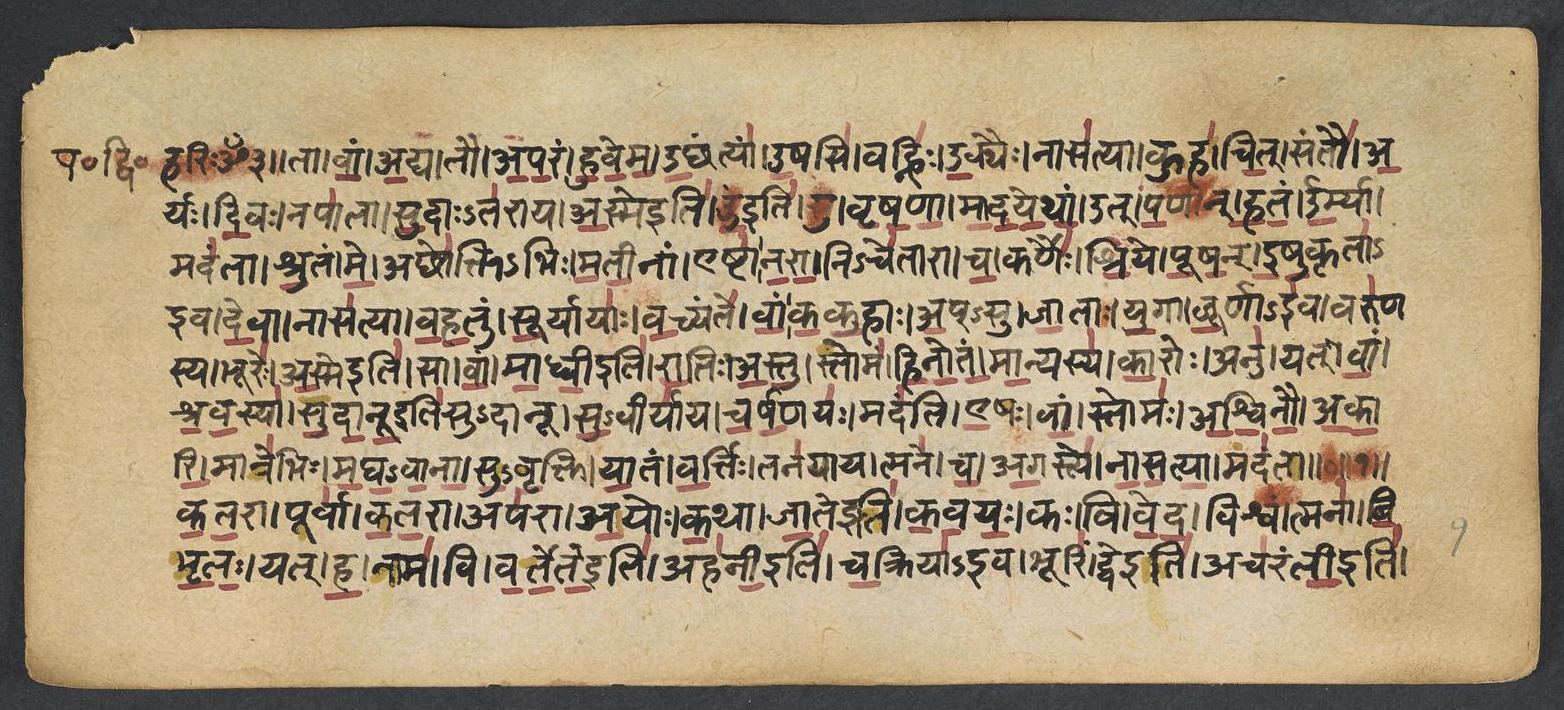 प॰द्वि॰ हरिःॐ३॥ता।वां।अद्य।तौ।अपरं।हुवेम।उच्छंत्यां।उषसि।वह्निः।उक्थैः।नासत्या।कुह।चित्।संतौ।अ
र्यः।दिवः।नपाता।सुदाःऽतराय।अस्मेइति।ऊंइति।सु।वृषणा।मादयेथां।उत्।पणीन्।हतं।ऊर्म्या।
मदंता।श्रुतं।मे।अच्छोक्तिऽभिः।मतीनां।एष्टा।नरा।निऽचेतारा।च।कर्णैः।श्रिये।पूषन्।इषुकृताऽ
इव।देवा।नासत्या।वहतुं।सूर्यायाः।वच्यंते।वां।ककुहाः।अप्ऽसु।जाताः।युगा।जूर्णाऽइव।वरुण
स्य।भूरेः।अस्मेइति।सा।वां।माध्वीइति।रातिः।अस्तु।स्तोमं।हिनोतं।मान्यस्य।कारोः।अनु।यत्।वां।
श्रवस्या।सुदानूइतिसुऽदानू।सुऽवीर्याय।चर्षणयः।मदंति।एषः।वां।स्तोमः।अश्विनौ।अका
रि।मानेभिः।मघऽवाना।सुऽवृक्ति।यातं।वर्त्तिः।तनयाय।त्मने।च।अगस्त्ये।नासत्या।मदंता॥०॥१॥
कतरा।पूर्वा।कतरा।अपरा।अयोः।कथा।जातेइति।कवयः।कः।वि।वेद।विश्वं।त्मना।बि
भृतः।यत्।ह।नाम।वि।वर्तेतेइति।अहनीइति।चक्रियाऽइव।भूरिं।द्वेइति।अचरंतीइति।
9